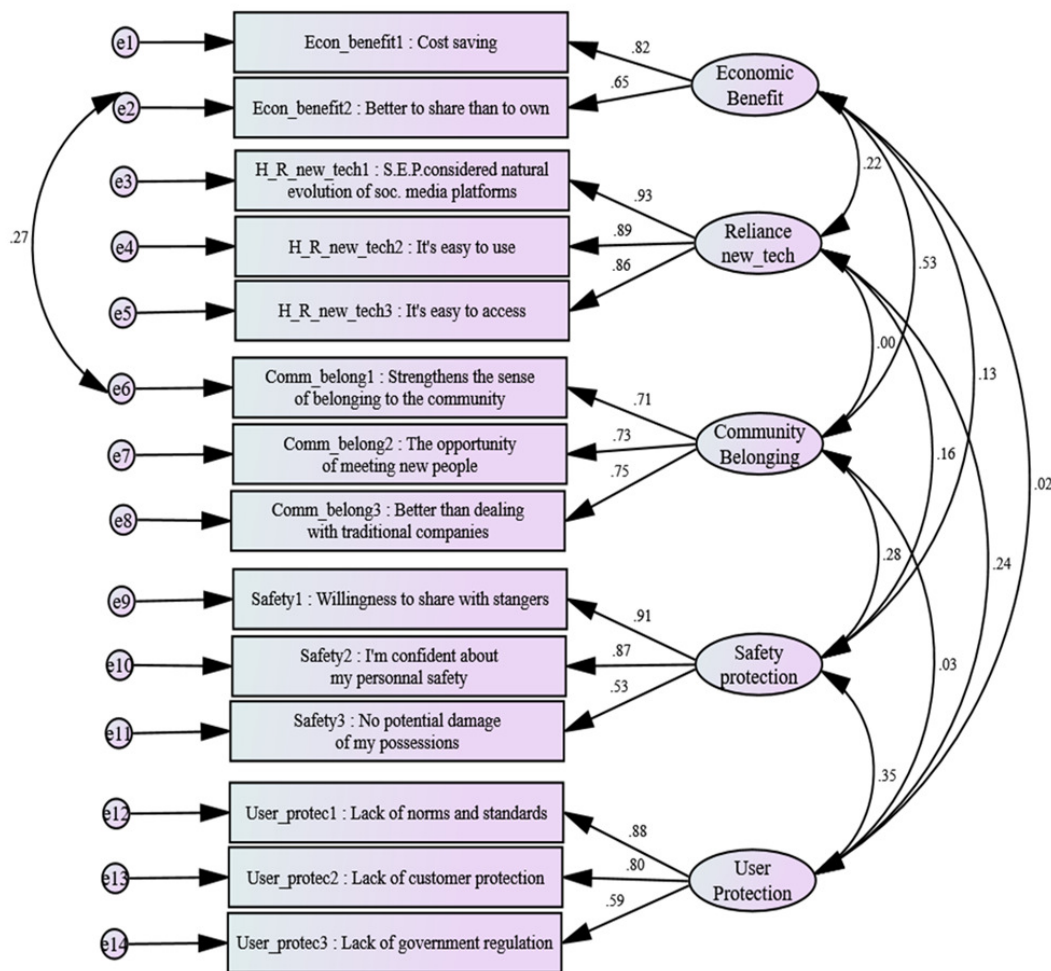 e1
Econ_benefit1 : Cost saving
.82
Economic
Benefit
.65
e2
Econ_benefit2 : Better to share than to own
e3
H_R_new_tech1 : S.E.P.considered natural
evolution of soc. media platforms
.22
.93
e4
H_R_new_tech2 : It's easy to use
.89
Reliance
new_tech
.27
.86
.53
e5
H_R_new_tech3 : It's easy to access
.00
.13
e6
Comm_belong1 : Strengthens the sense
of belonging to the community
.71
e7
Comm_belong2 : The opportunity
of meeting new people
.73
Community
Belonging
.16
.75
.02
e8
Comm_belong3 : Better than dealing
with traditional companies
.28
.24
e9
Safety1 : Willingness to share with stangers
.91
e10
Safety2 : I'm confident about
my personnal safety
.87
Safety
protection
.03
.53
e11
Safety3 : No potential damage
of my possessions
.35
e12
User_protec1 : Lack of norms and standards
.88
e13
User_protec2 : Lack of customer protection
.80
User
Protection
.59
e14
User_protec3 : Lack of government regulation